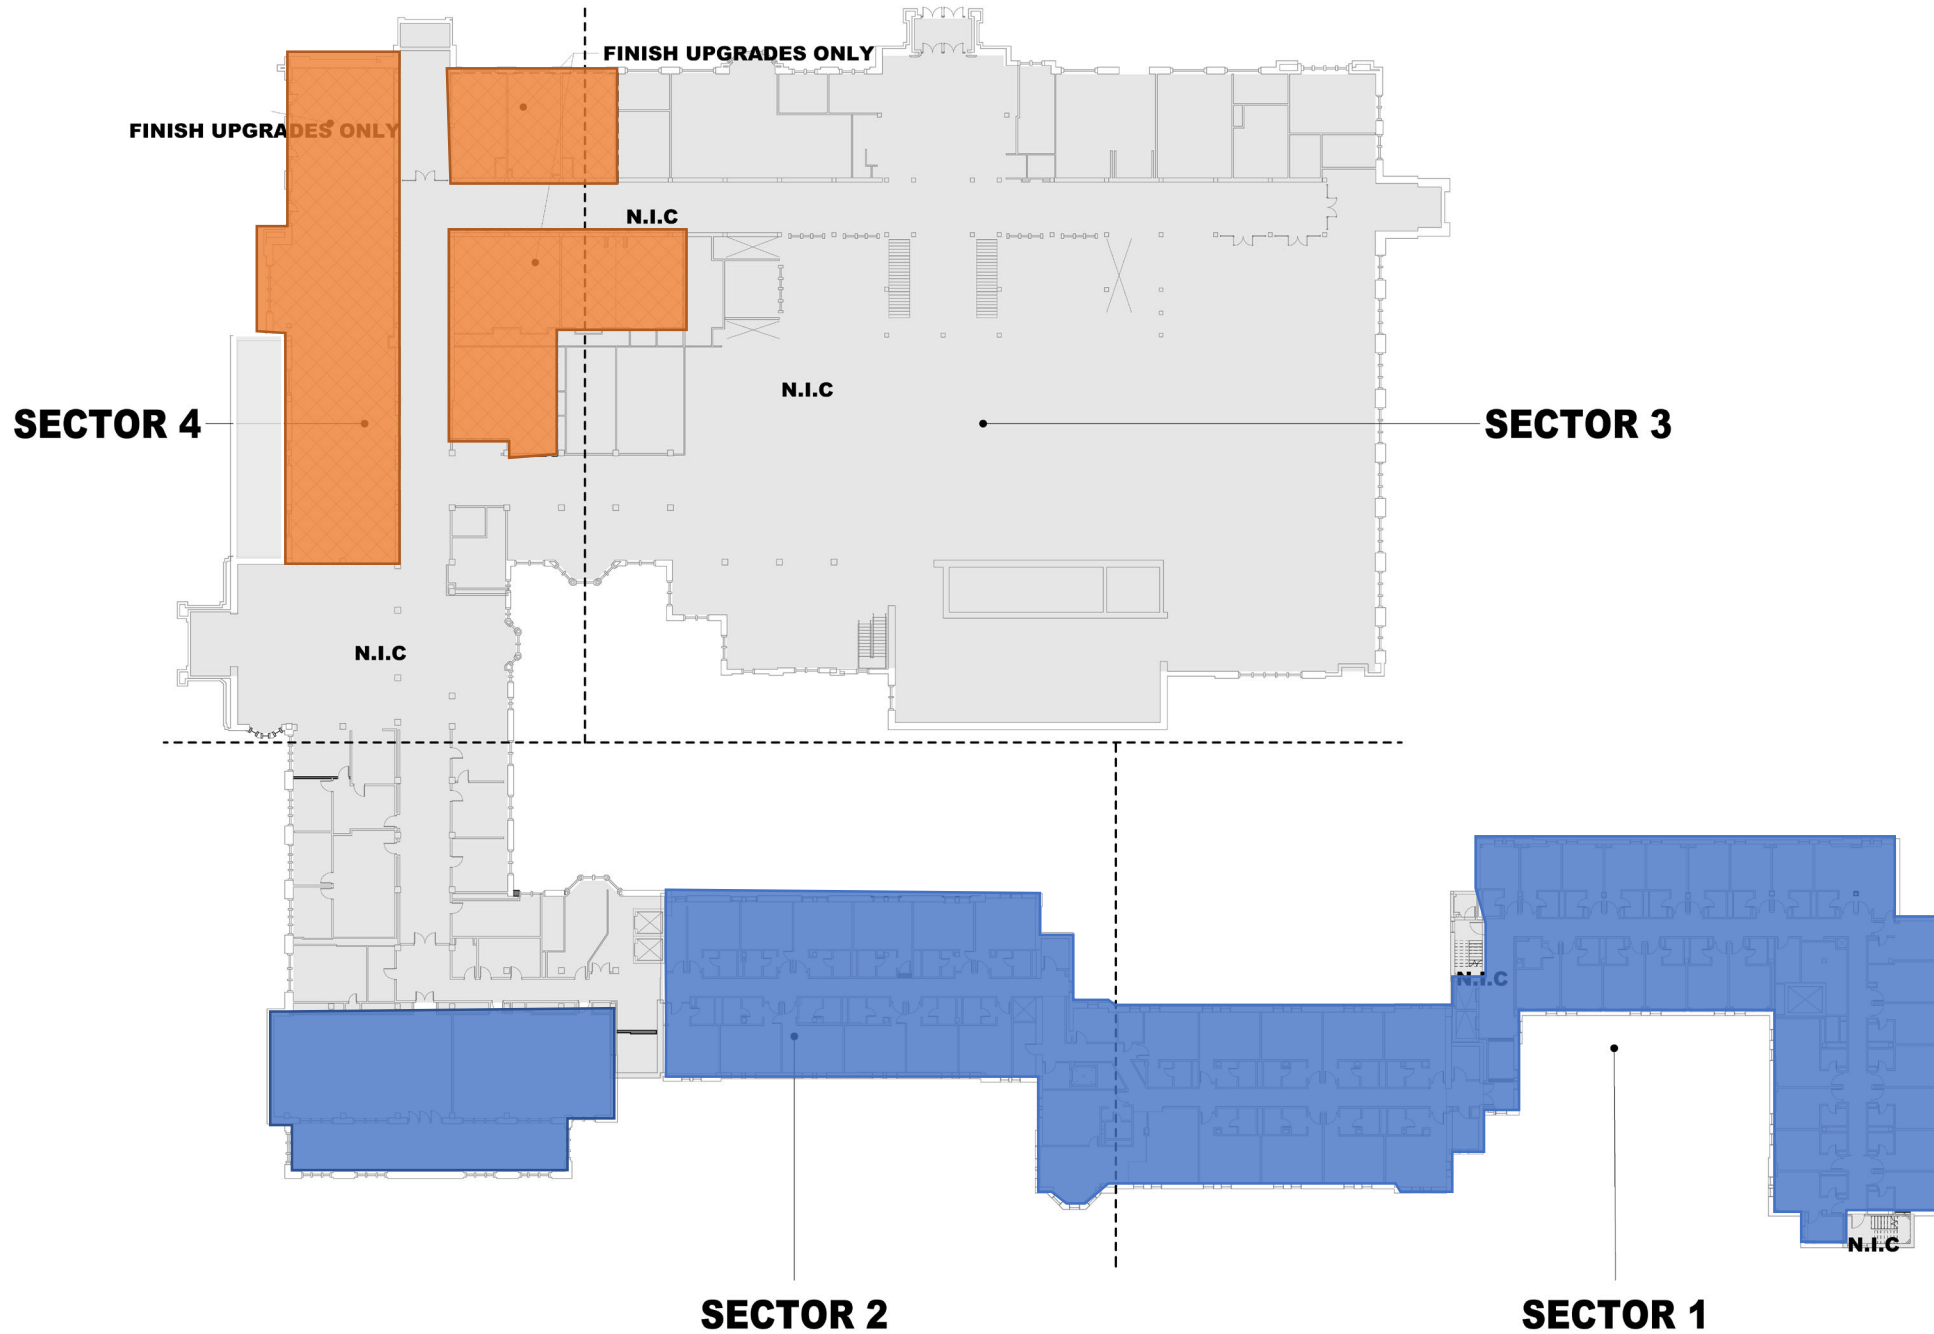 FINISH UPGRADES ONLY
FINISH UPGRADES ONLY
N.I.C
N.I.C
SECTOR 4
SECTOR 3
N.I.C
N.I.C
N.I.C
SECTOR 2
SECTOR 1